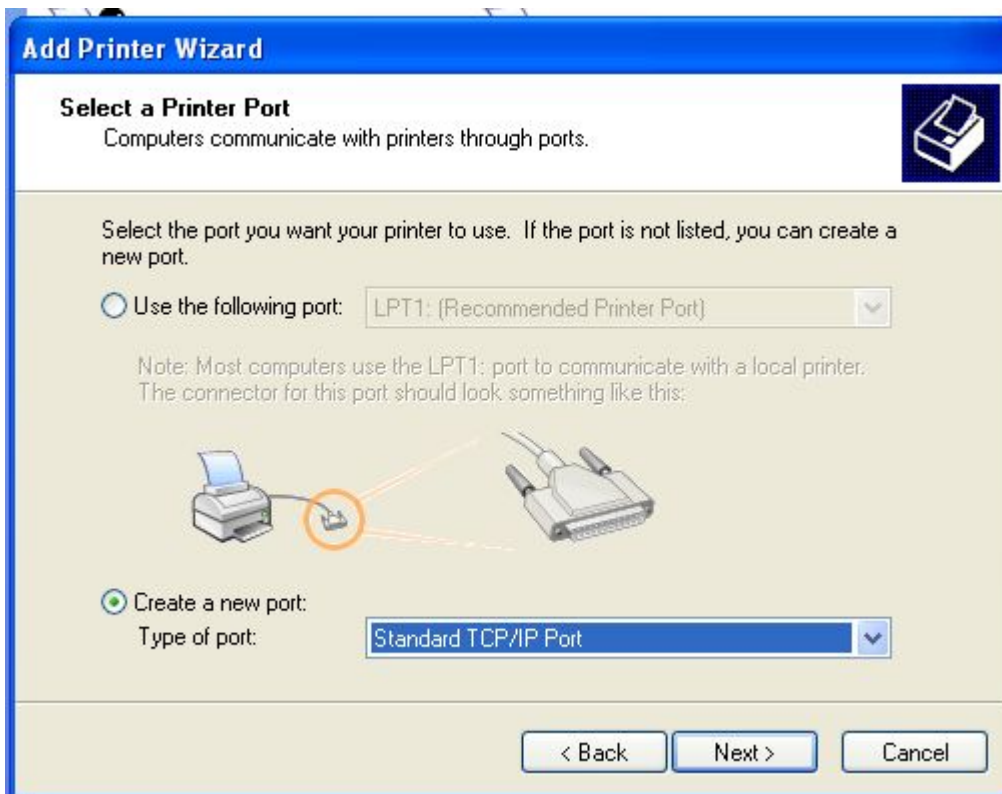 Add Printer Wizard
Select a Printer Port
Computers communicate with printers through ports.
Select the port you want your printer to use.  If the port is not listed, you can create a
new port.
Use the following port:  LPT1: (Recommended Printer Port)
Note: Most computers use the LPT1: port to communicate with a local printer.
The connector for this port should look something like this:
Create a new port:
Type of port:  Standard TCP/IP Port
< Back  Next >  Cancel